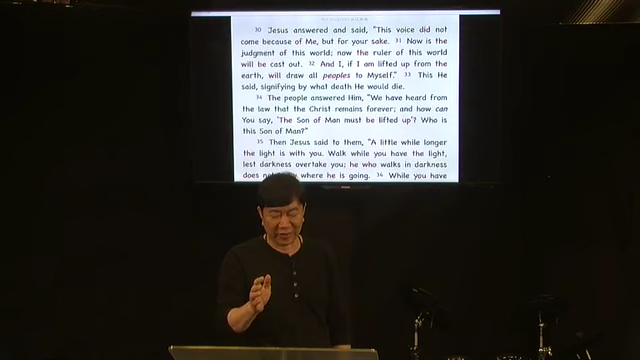 30 Jesus answered and said, "This voice did not
come because of Me, but for your sake. 31 Now is the
judgment of this world; now the ruler of this world
will be cast out. 32 And I, if I am lifted up from the
earth, will draw all peoples to Myself." 33 This He
said, signifying by what death He would die.
34 The people answered Him, "We have heard from
the law that the Christ remains forever; and how can
You say, 'The Son of Man must be lifted up'? Who is
this Son of Man?"
35 Then Jesus said to them, "A little while longer
the light is with you. Walk while you have the light,
lest darkness overtake you; he who walks in darkness
does where he is going. 36 While you have